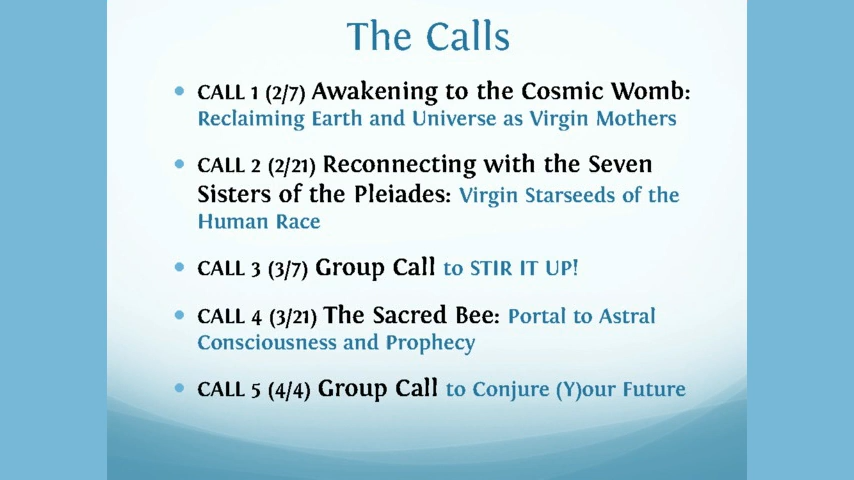 The Calls
• CALL 1 (2/7) Awakening to the Cosmic Womb:
Reclaiming Earth and Universe as Virgin Mothers
• CALL 2 (2/21) Reconnecting with the Seven
Sisters of the Pleiades: Virgin Starseeds of the
Human Race
• CALL 3 (3/7) Group Call to STIR IT UP!
• CALL 4 (3/21) The Sacred Bee: Portal to Astral
Consciousness and Prophecy
• CALL 5 (4/4) Group Call to Conjure (Y)our Future